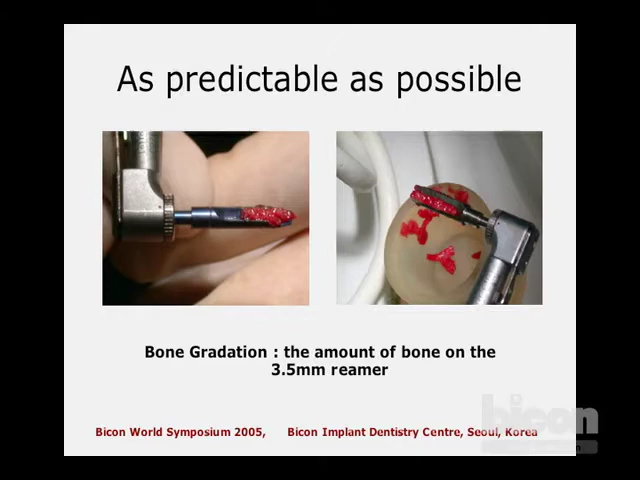 As predictable as possible
Bone Gradation : the amount of bone on the
3.5mm reamer
Bicon World Symposium 2005, Bicon Implant Dentistry Centre, Seoul, Korea
bicon